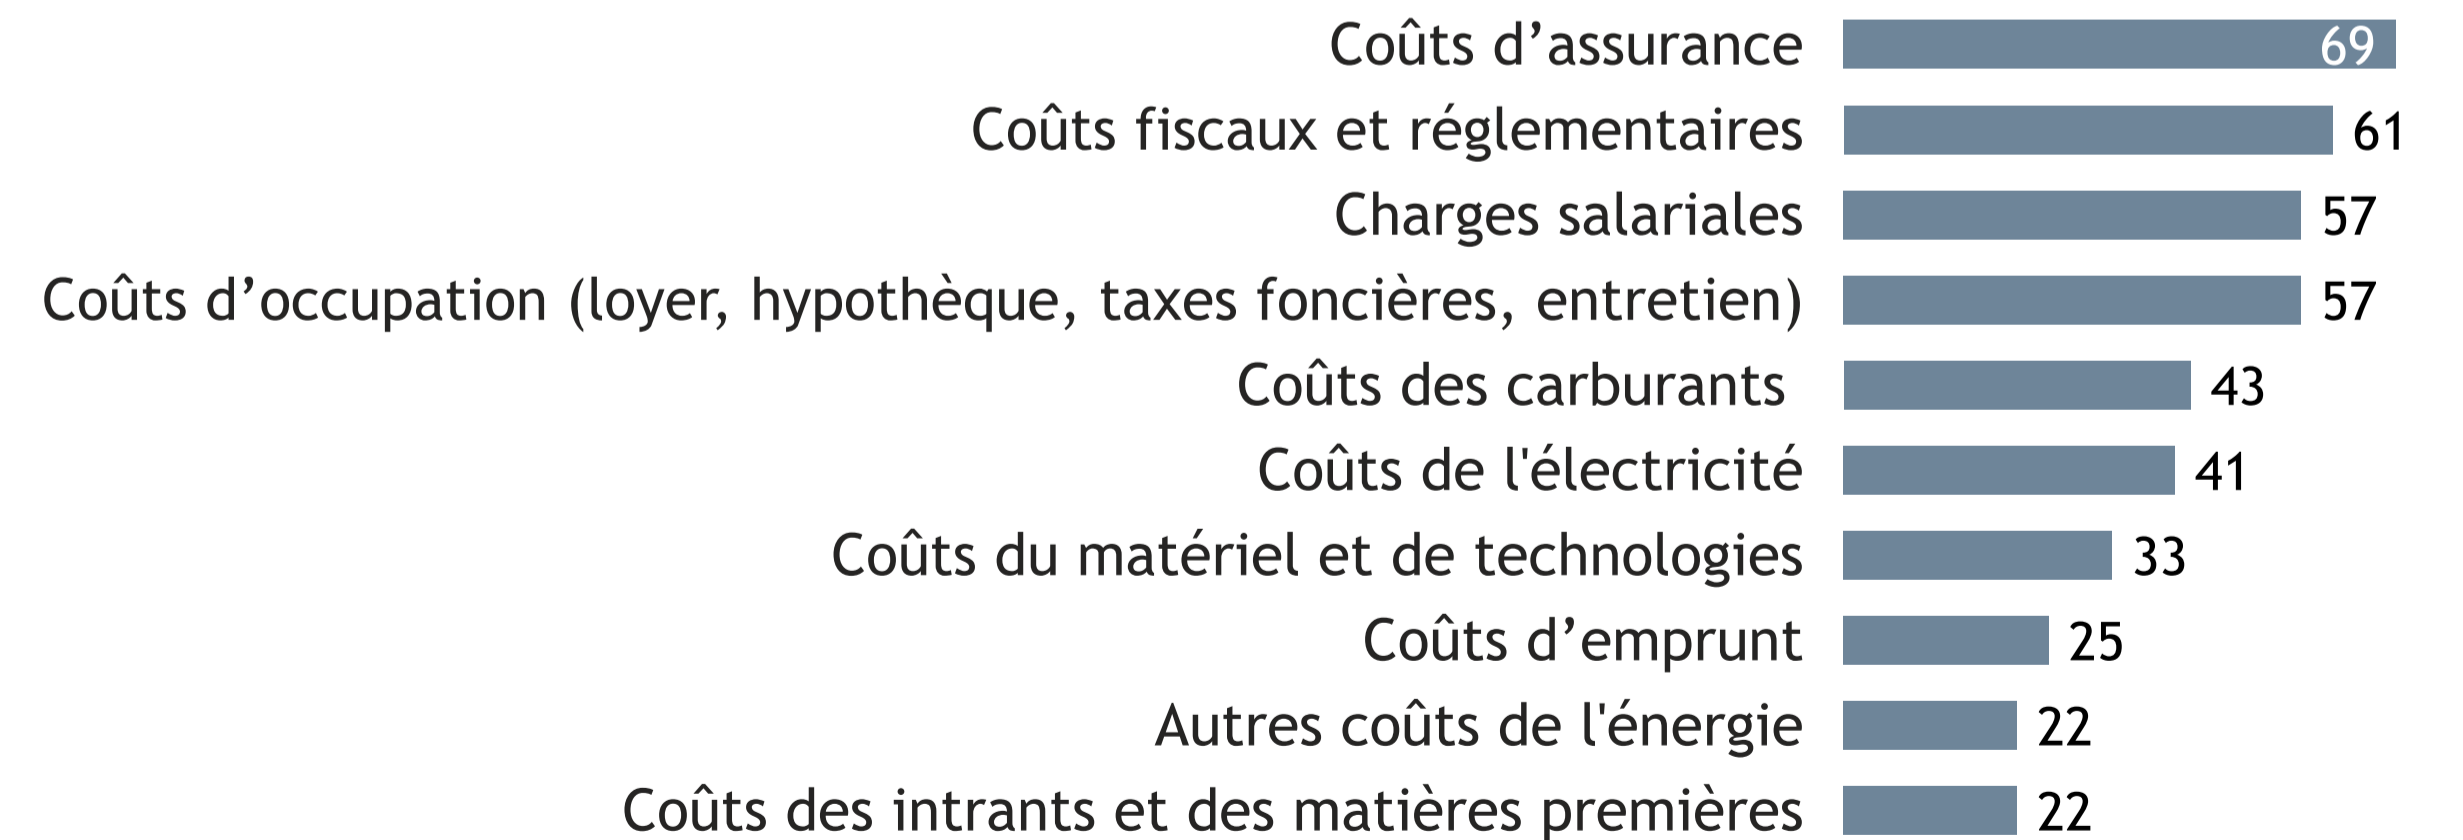 Coûts d’assurance 69
Coûts fiscaux et réglementaires 61
Charges salariales 57
Coûts d’occupation (loyer, hypothèque, taxes foncières, entretien) 57
Coûts des carburants 43
Coûts de l'électricité 41
Coûts du matériel et de technologies 33
Coûts d’emprunt 25
Autres coûts de l'énergie 22
Coûts des intrants et des matières premières 22